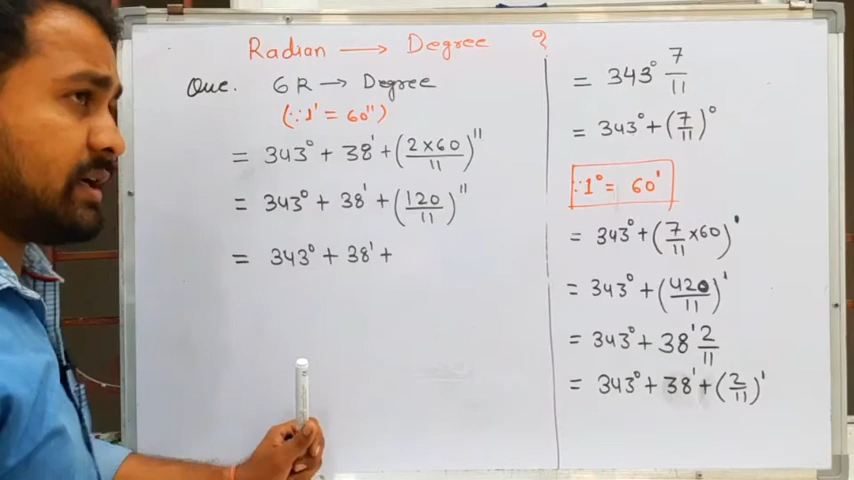 Radian → Degree ?
Que. 6R → Degree
(∵1' = 60")
= 343° + 38' + (2×60/11)"
= 343° + 38' + (120/11)"
= 343° + 38' +
= 343° 7/11
= 343° + (7/11)°
∵1° = 60'
= 343° + (7/11 ×60)'
= 343° + (420/11)'
= 343° + 38' 2/11
= 343° + 38' + (2/11)'